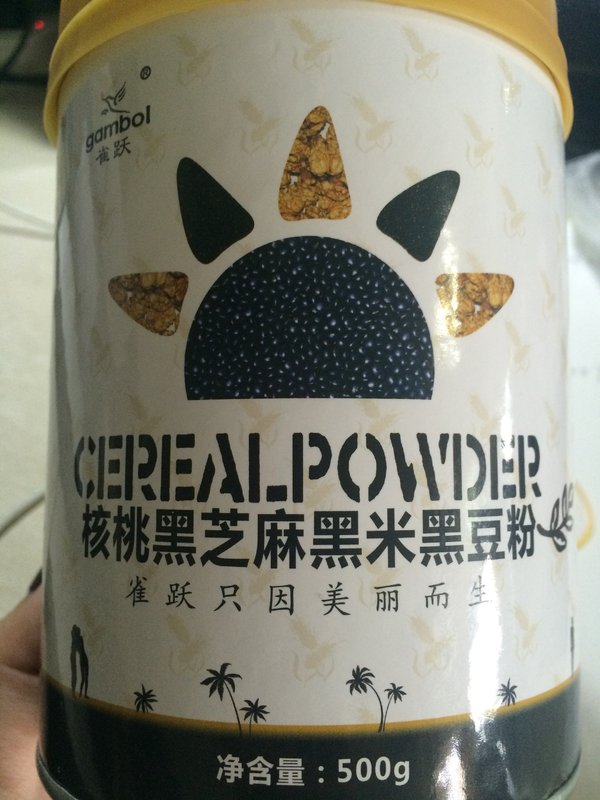 ®
gambol
雀跃
CEREALPOWDER
核桃黑芝麻黑米黑豆粉
雀跃只因美丽而生
净含量：500g